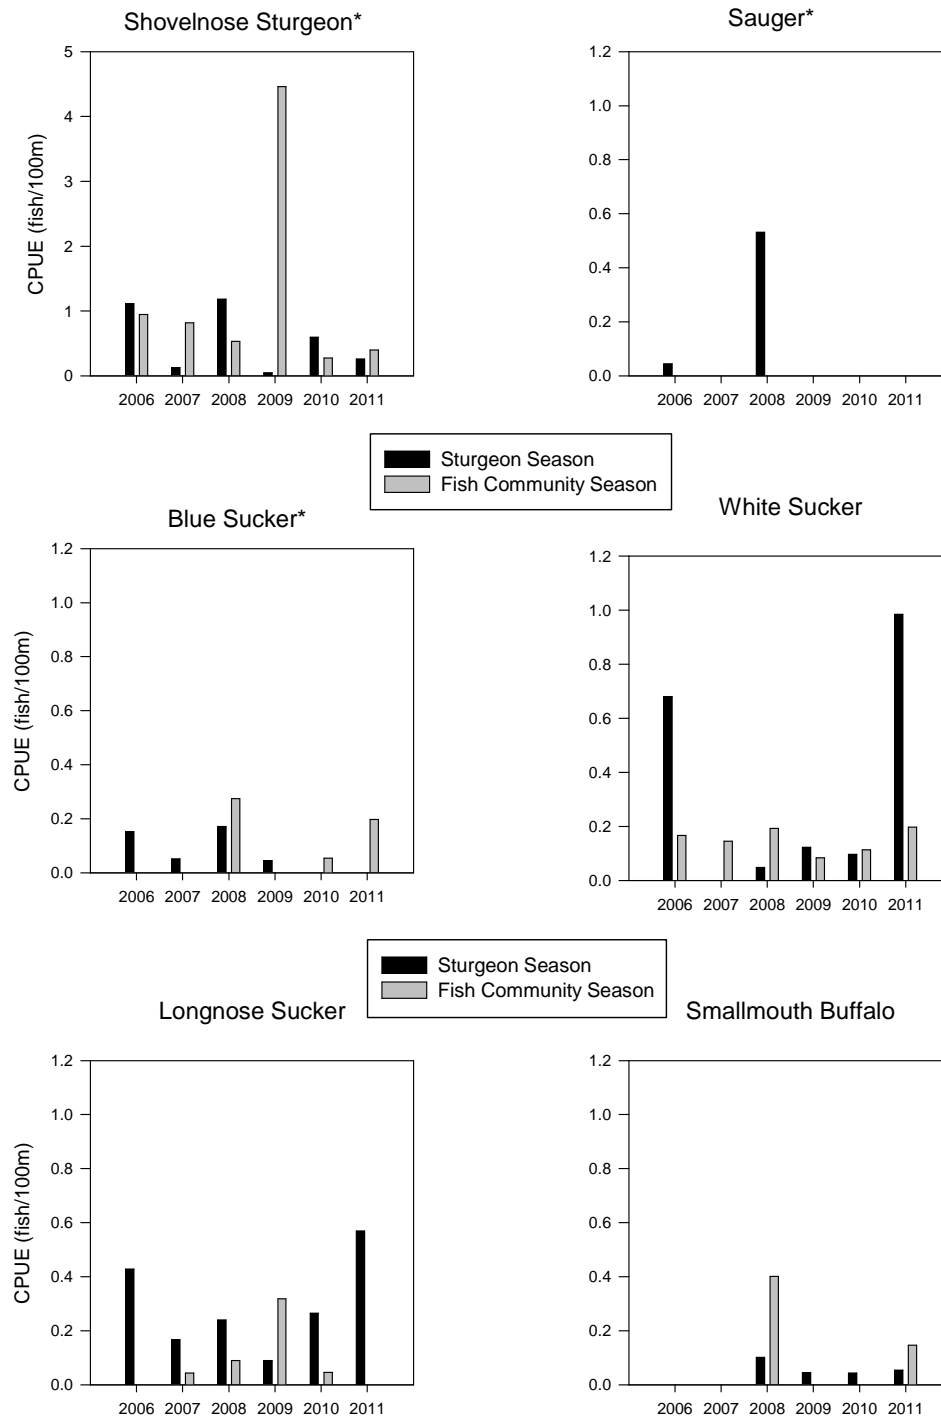 Shovelnose Sturgeon*
Sauger*
CPUE (fish/100m)
5
4
3
2
1
0
2006 2007 2008 2009 2010 2011
1.2
1.0
0.8
0.6
0.4
0.2
0.0
2006 2007 2008 2009 2010 2011
Sturgeon Season
Fish Community Season
Blue Sucker*
White Sucker
CPUE (fish/100m)
1.2
1.0
0.8
0.6
0.4
0.2
0.0
2006 2007 2008 2009 2010 2011
1.2
1.0
0.8
0.6
0.4
0.2
0.0
2006 2007 2008 2009 2010 2011
Sturgeon Season
Fish Community Season
Longnose Sucker
Smallmouth Buffalo
CPUE (fish/100m)
1.2
1.0
0.8
0.6
0.4
0.2
0.0
2006 2007 2008 2009 2010 2011
1.2
1.0
0.8
0.6
0.4
0.2
0.0
2006 2007 2008 2009 2010 2011